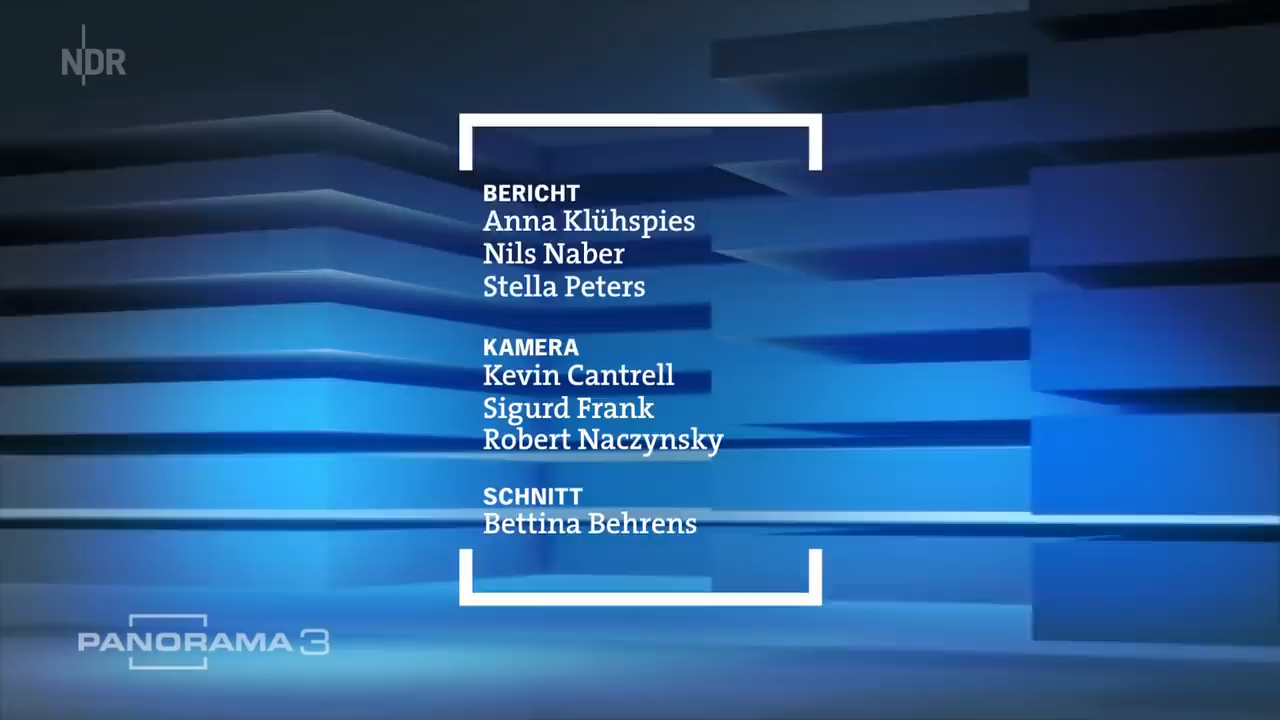 NDR
BERICHT
Anna Klühspies
Nils Naber
Stella Peters
KAMERA
Kevin Cantrell
Sigurd Frank
Robert Naczynsky
SCHNITT
Bettina Behrens
PANORAMA 3